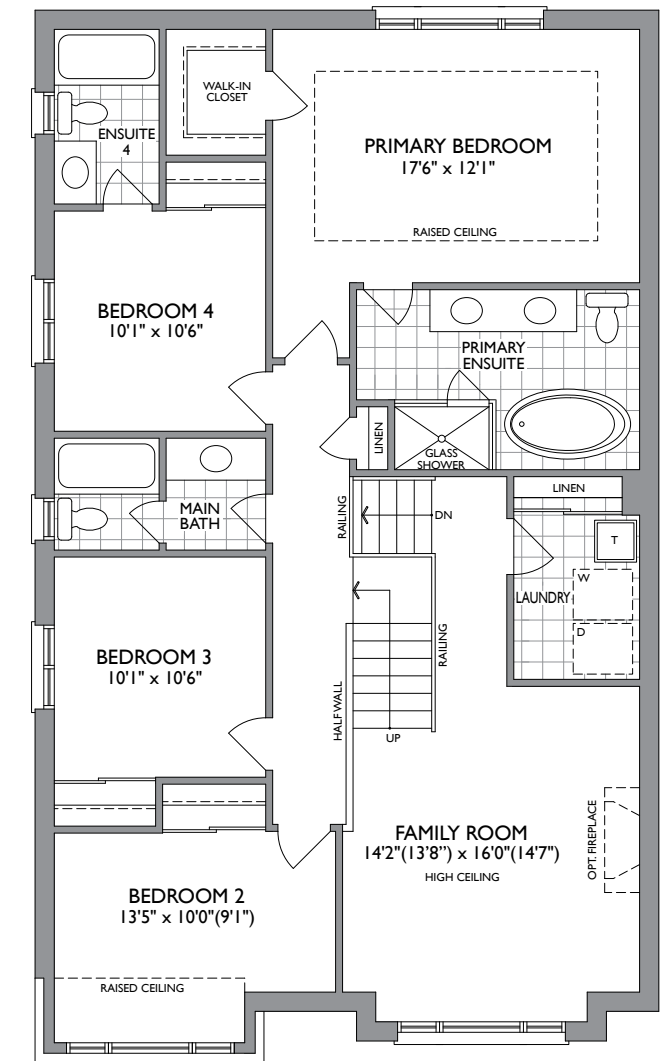 WALK-IN
CLOSET
ENSUITE
4
PRIMARY BEDROOM
17'6" x 12'1"
RAISED CEILING
BEDROOM 4
10'1" x 10'6"
PRIMARY
ENSUITE
LINEN
GLASS
SHOWER
MAIN
BATH
RAILING
DN
LINEN
T
W
LAUNDRY
D
BEDROOM 3
10'1" x 10'6"
RAILING
HALF WALL
UP
FAMILY ROOM
14'2"(13'8”) x 16'0"(14'7")
HIGH CEILING
OPT. FIREPLACE
BEDROOM 2
13'5" x 10'0"(9'1")
RAISED CEILING